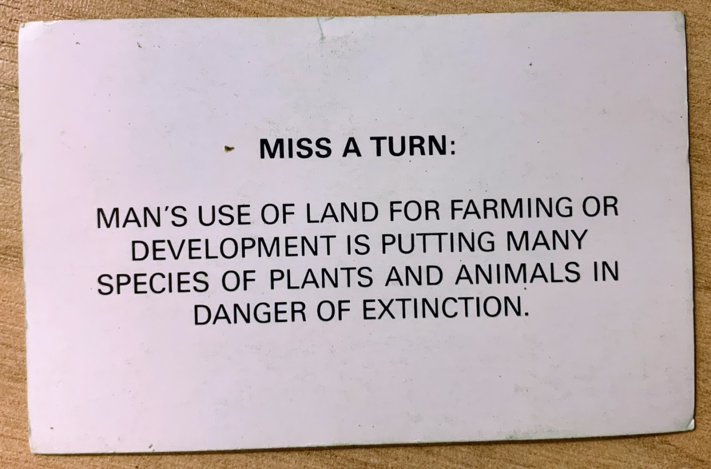 MISS A TURN:
MAN'S USE OF LAND FOR FARMING OR
DEVELOPMENT IS PUTTING MANY
SPECIES OF PLANTS AND ANIMALS IN
DANGER OF EXTINCTION.